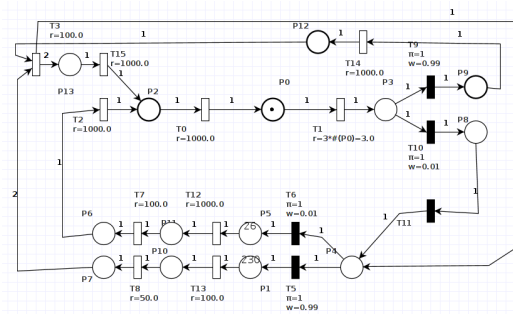 1
T3
r=100.0
1
P12
1
1
T9
π=1
w=0.99
2
1
T15
r=1000.0
1
T14
r=1000.0
P13
P2
P0
P3
1
1
P9
T2
r=1000.0
1
1
T0
r=1000.0
1
1
T1
r=3*#(P0)=3.0
1
1
1
P8
T10
π=1
w=0.01
1
1
2
T7
r=100.0
T12
r=1000.0
T6
π=1
w=0.01
1
T11
P6
1
1
P11
1
1
26
P5
1
1
P4
P7
1
1
P10
1
1
230
P1
1
1
T8
r=50.0
T13
r=100.0
T5
π=1
w=0.99